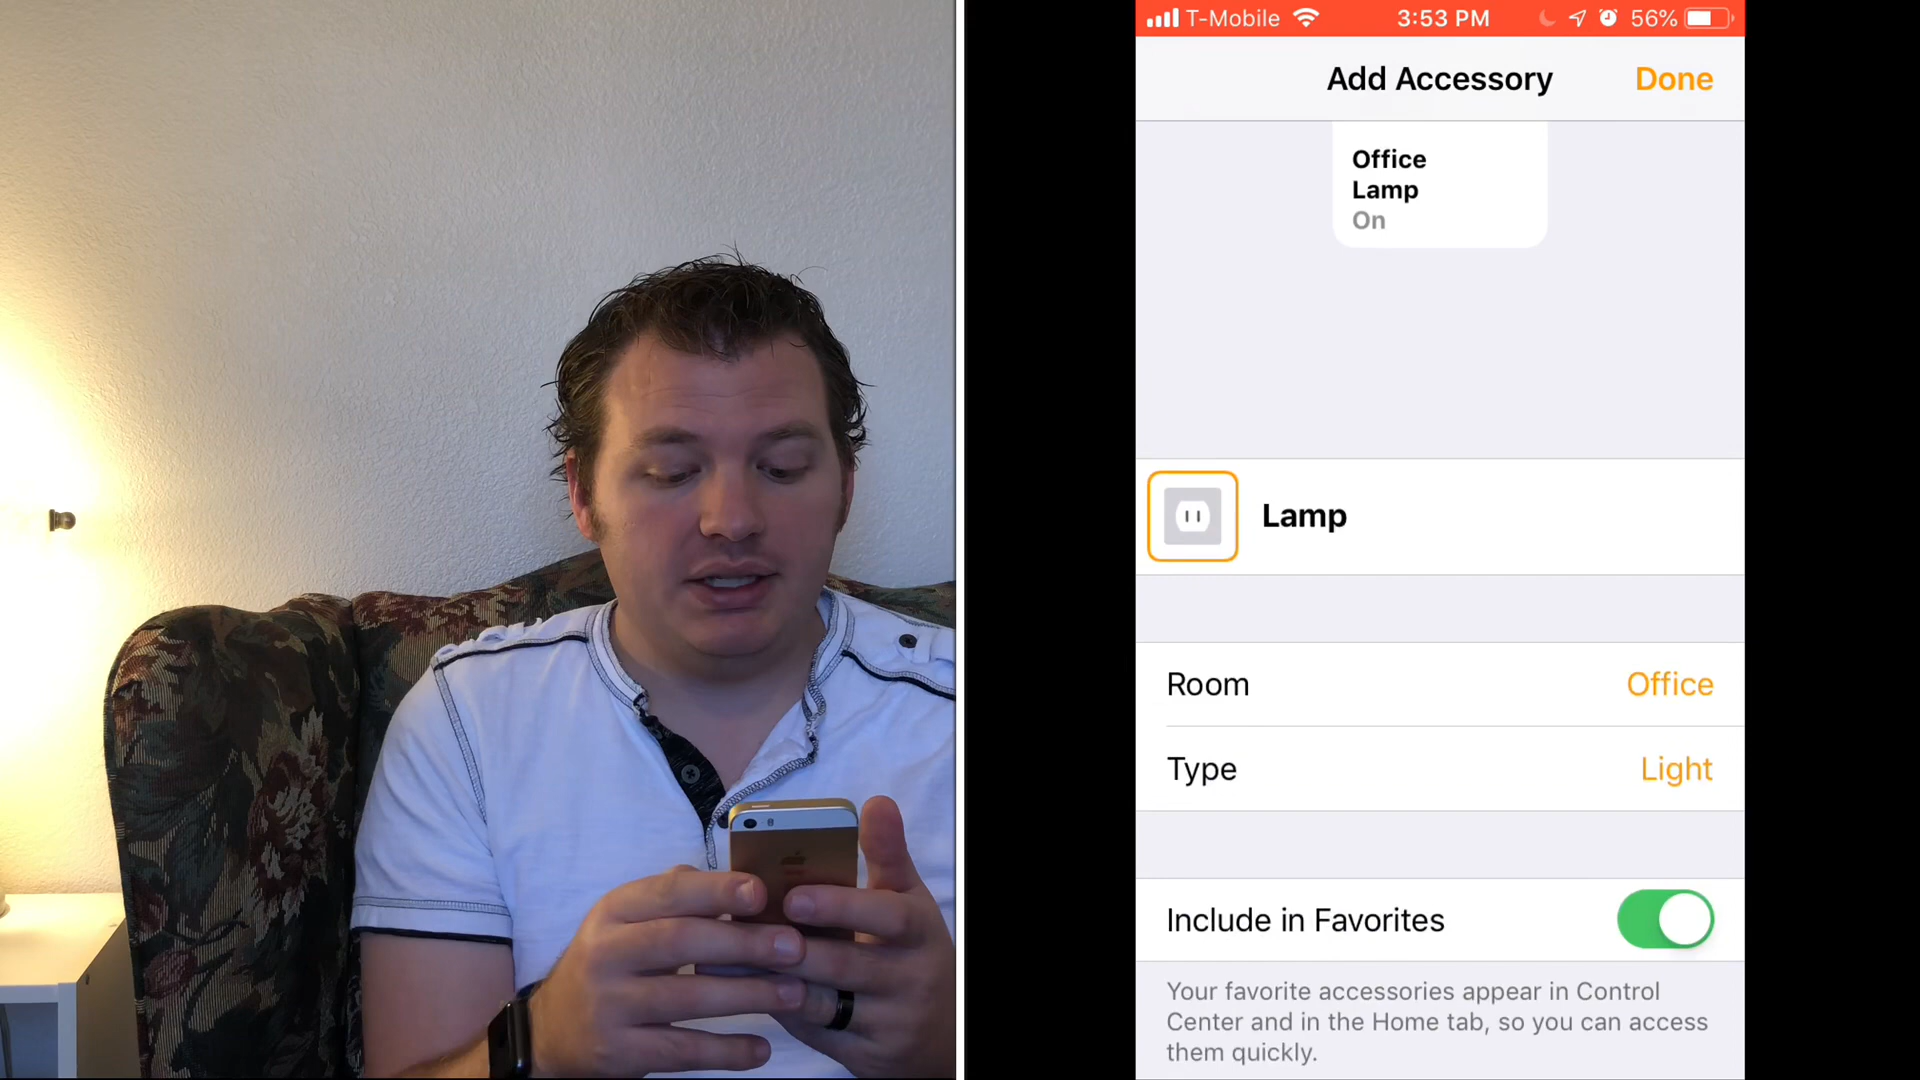 T-Mobile 3:53 PM 56%
Add Accessory Done
Office
Lamp
On
Lamp
Room Office
Type Light
Include in Favorites
Your favorite accessories appear in Control
Center and in the Home tab, so you can access
them quickly.